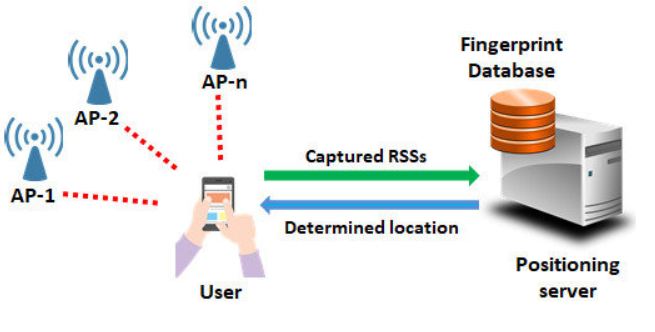 AP-1
AP-2
AP-n
User
Captured RSSs
Determined location
Fingerprint
Database
Positioning
server